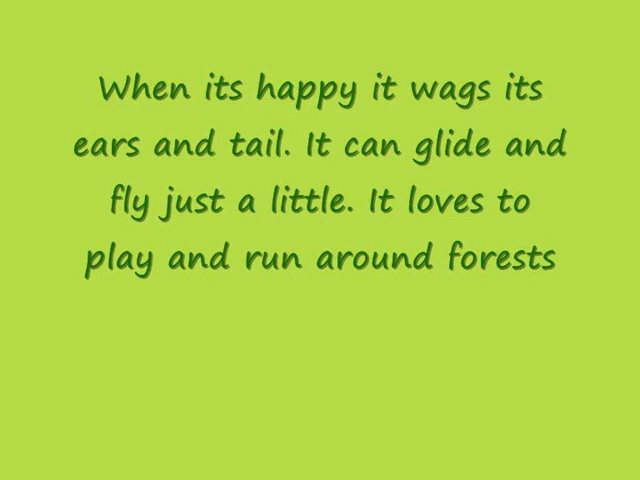 When its happy it wags its
ears and tail. It can glide and
fly just a little. It loves to
play and run around forests